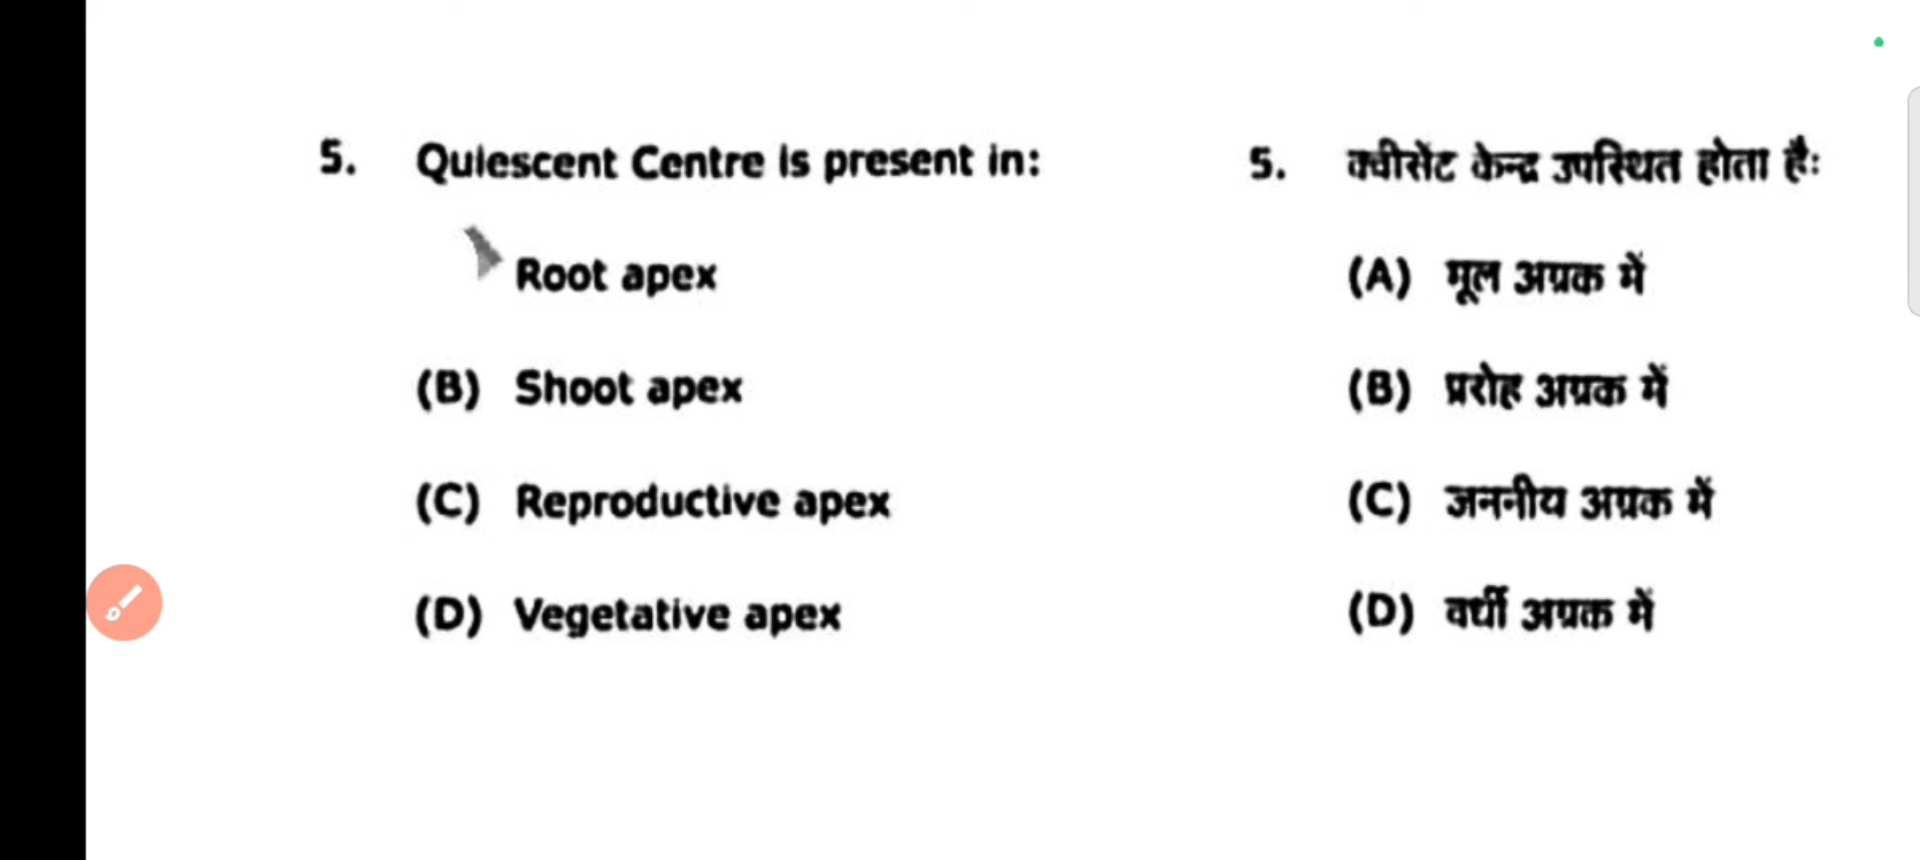 5. Quiescent Centre is present in:
Root apex
(B) Shoot apex
(C) Reproductive apex
(D) Vegetative apex
5. क्वीसेंट केन्द्र उपस्थित होता है:
(A) मूल अग्रक में
(B) प्ररोह अग्रक में
(C) जननीय अग्रक में
(D) वर्धी अग्रक में